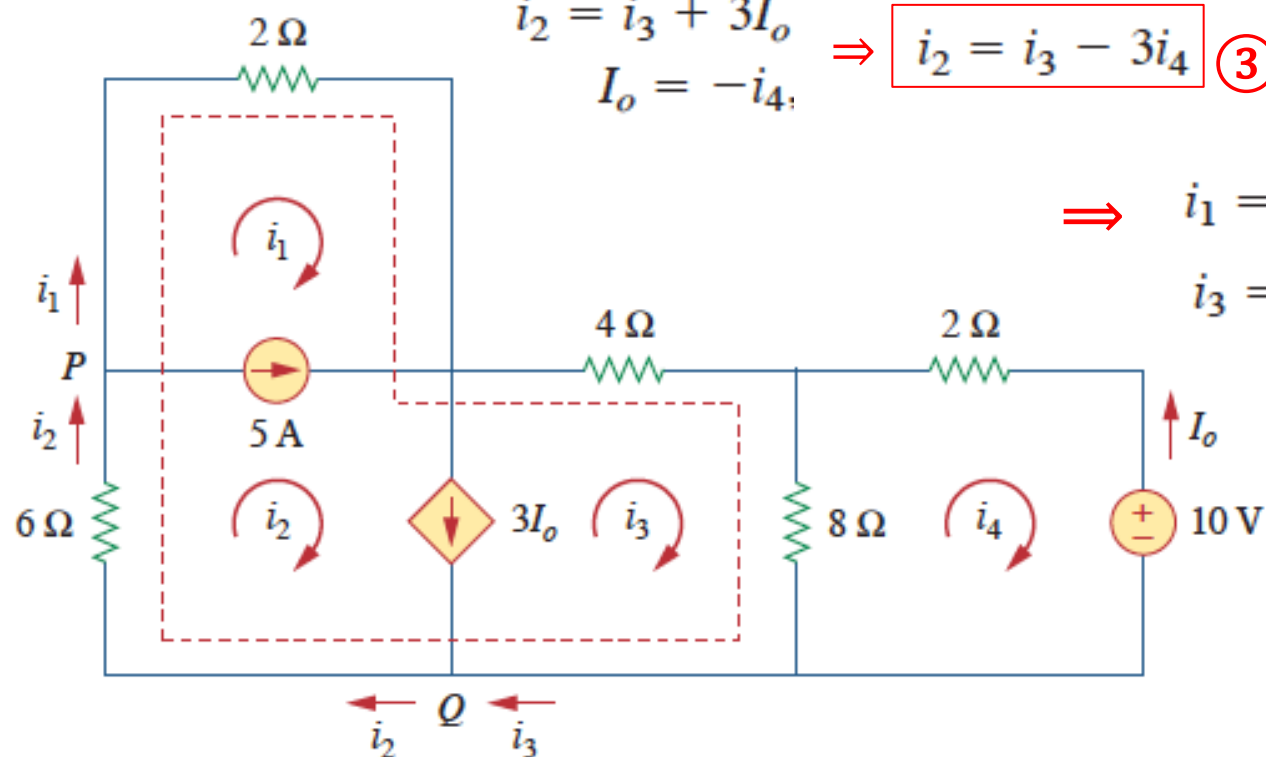 i₂ = i₃ + 3Iₒ
Iₒ = −i₄,
⇒ i₂ = i₃ − 3i₄ ③
⇒ i₁ =
i₃ =
2 Ω
i₁
i₁
P
5 A
4 Ω
2 Ω
i₂
Iₒ
6 Ω
i₂
3Iₒ
i₃
8 Ω
i₄
+
−
10 V
Q
i₂
i₃